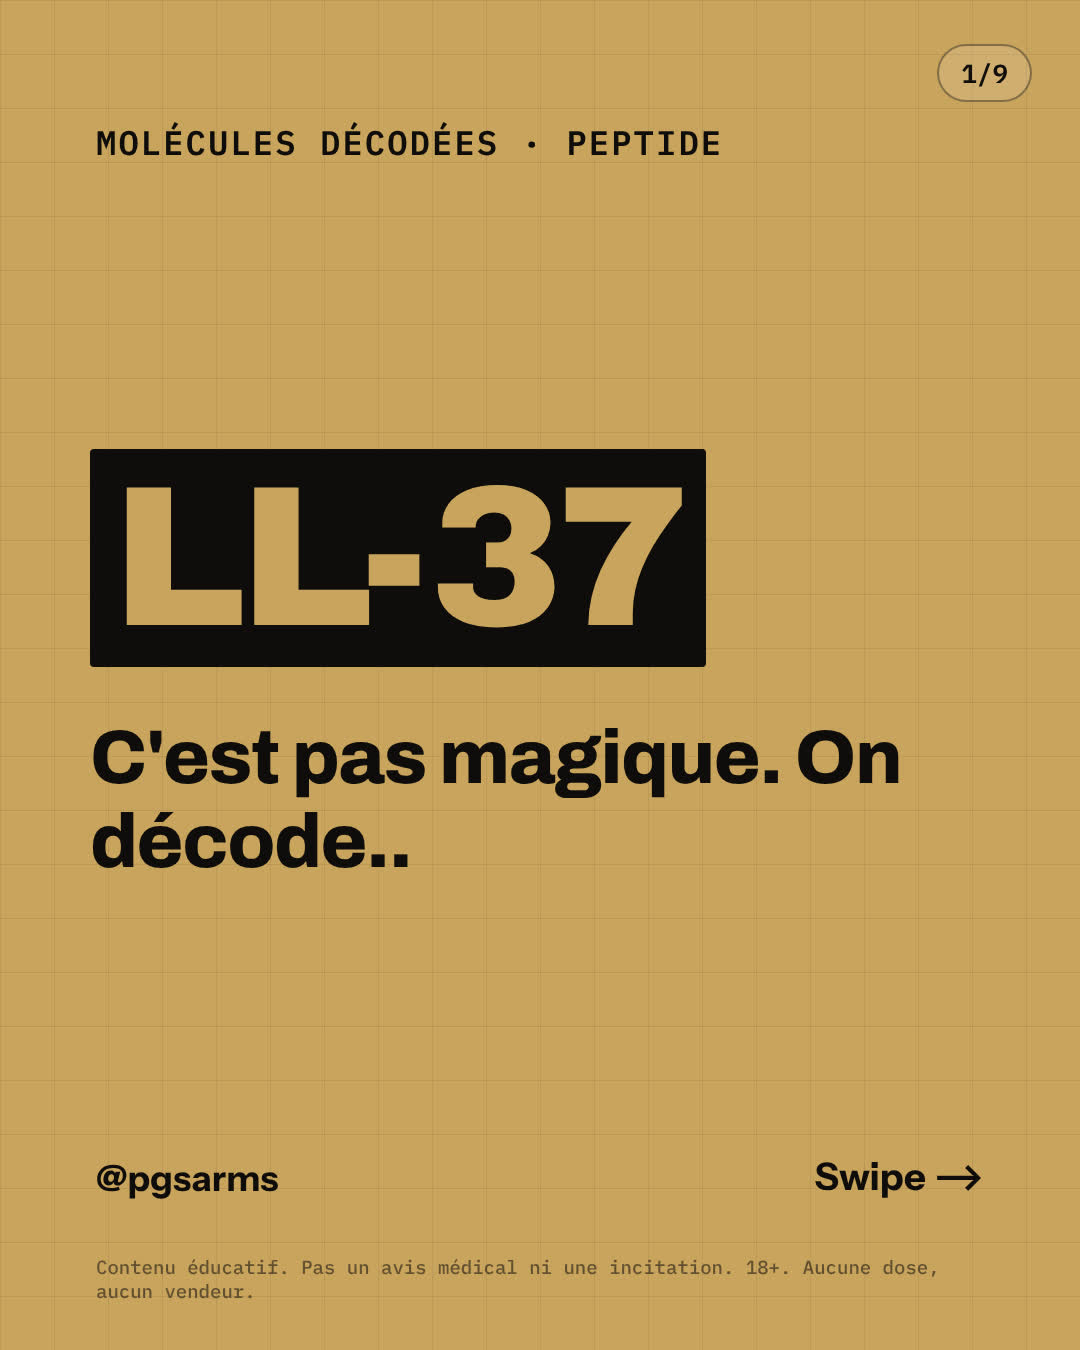 1/9
MOLÉCULES DÉCODÉES · PEPTIDE
LL-37
C'est pas magique. On
décode..
@pgsarms
Swipe →
Contenu éducatif. Pas un avis médical ni une incitation. 18+. Aucune dose,
aucun vendeur.